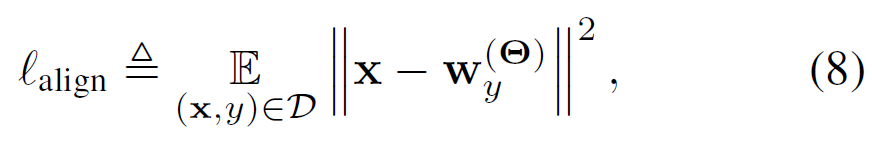 ℓ_align ≜ 𝔼_{(𝐱,y)∈𝒟} ‖𝐱 − 𝐰_y^{(𝚯)}‖², (8)